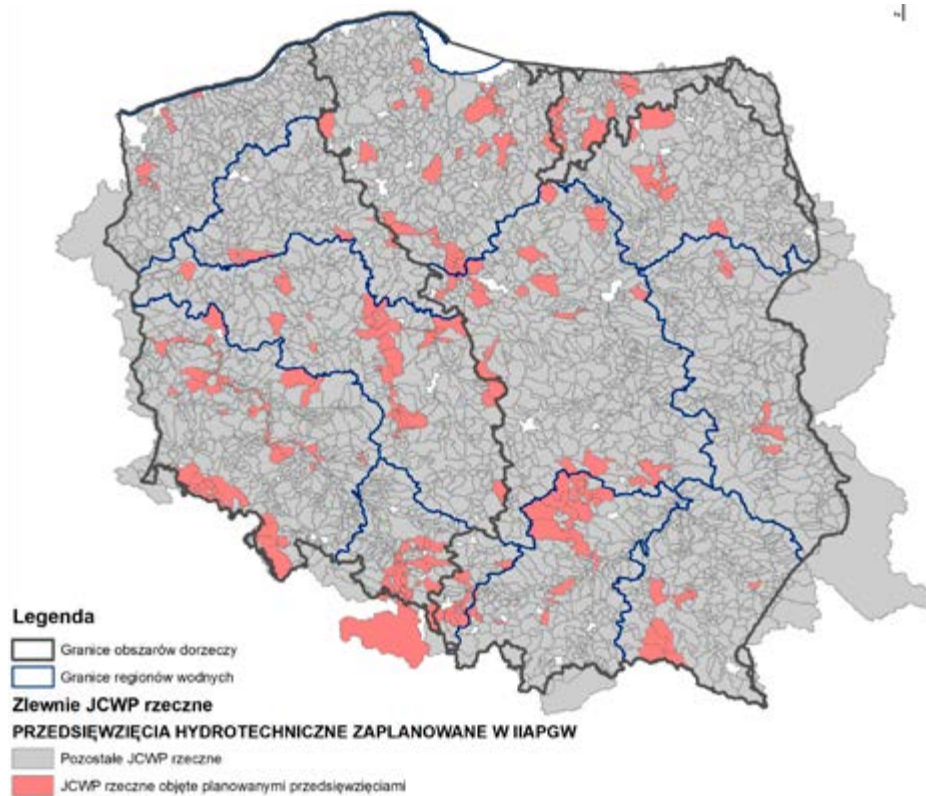 z
Legenda
Granice obszarów dorzeczy
Granice regionów wodnych
Zlewnie JCWP rzeczne
PRZEDSIĘWZIĘCIA HYDROTECHNICZNE ZAPLANOWANE W IIAPGW
Pozostałe JCWP rzeczne
JCWP rzeczne objęte planowanymi przedsięwzięciami